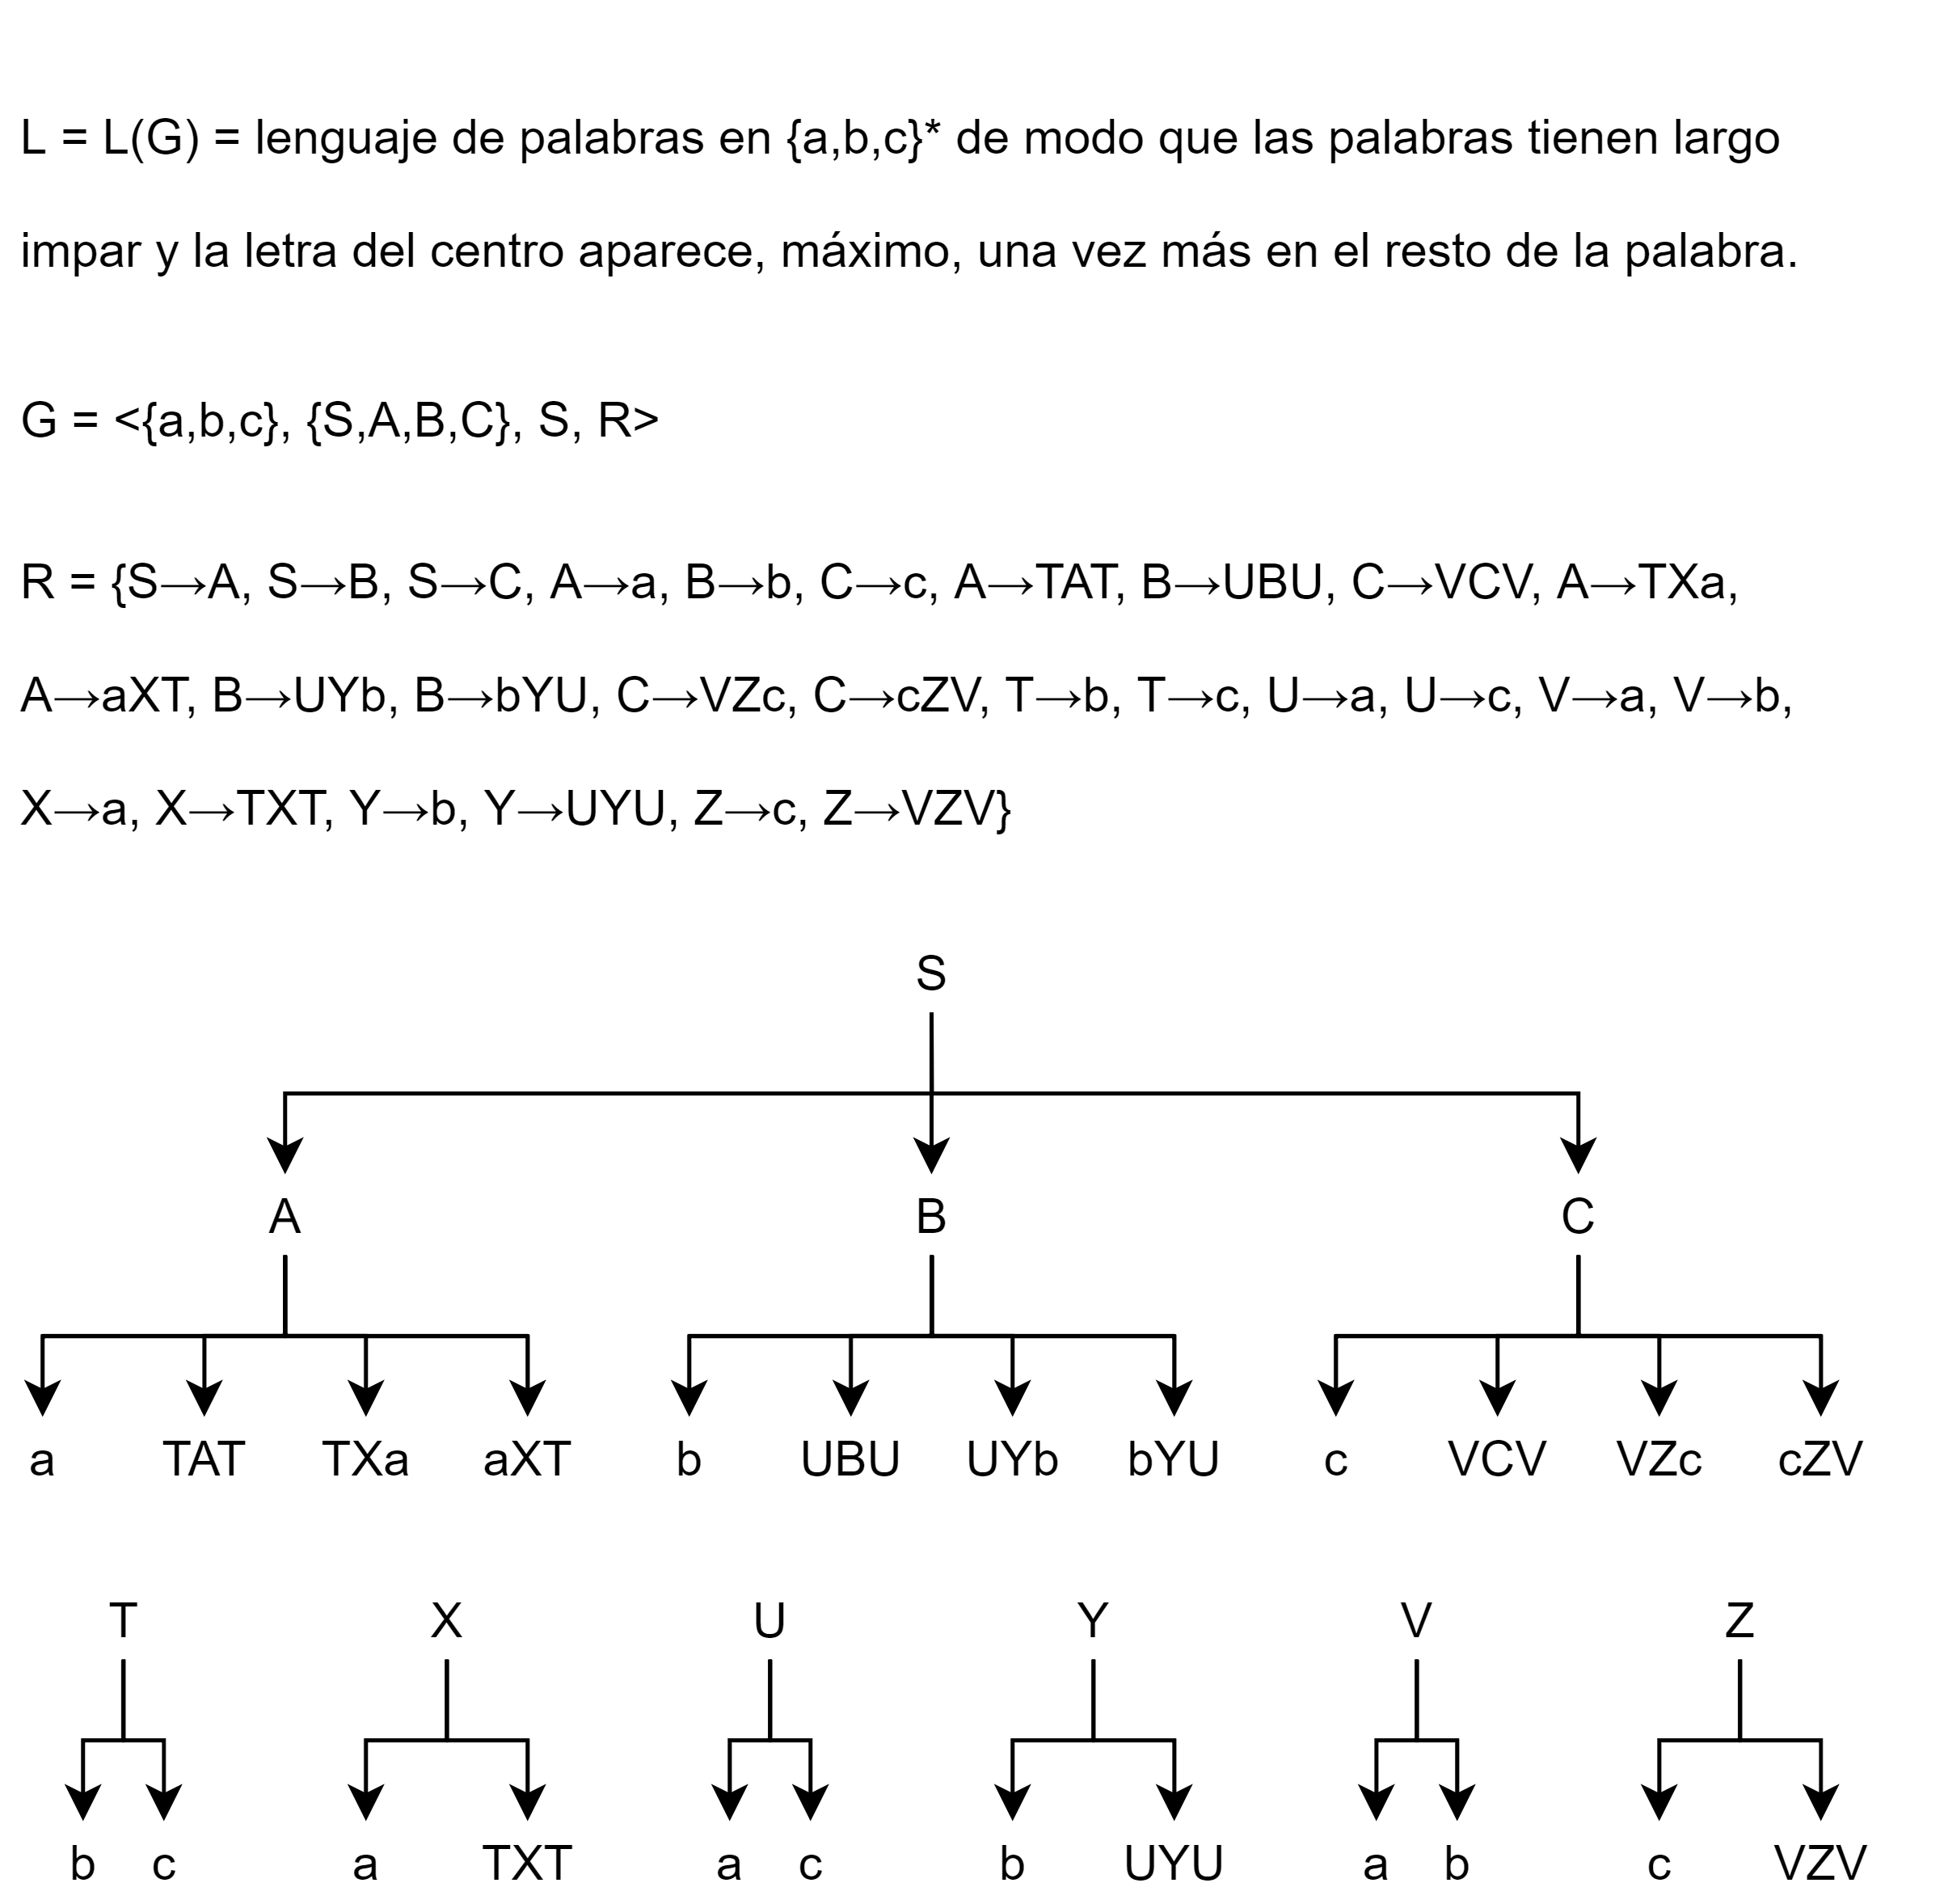 L = L(G) = lenguaje de palabras en {a,b,c}* de modo que las palabras tienen largo
impar y la letra del centro aparece, máximo, una vez más en el resto de la palabra.
G = <{a,b,c}, {S,A,B,C}, S, R>
R = {S→A, S→B, S→C, A→a, B→b, C→c, A→TAT, B→UBU, C→VCV, A→TXa,
A→aXT, B→UYb, B→bYU, C→VZc, C→cZV, T→b, T→c, U→a, U→c, V→a, V→b,
X→a, X→TXT, Y→b, Y→UYU, Z→c, Z→VZV}
S
A B C
a TAT TXa aXT b UBU UYb bYU c VCV VZc cZV
T X U Y V Z
b c a TXT a c b UYU a b c VZV